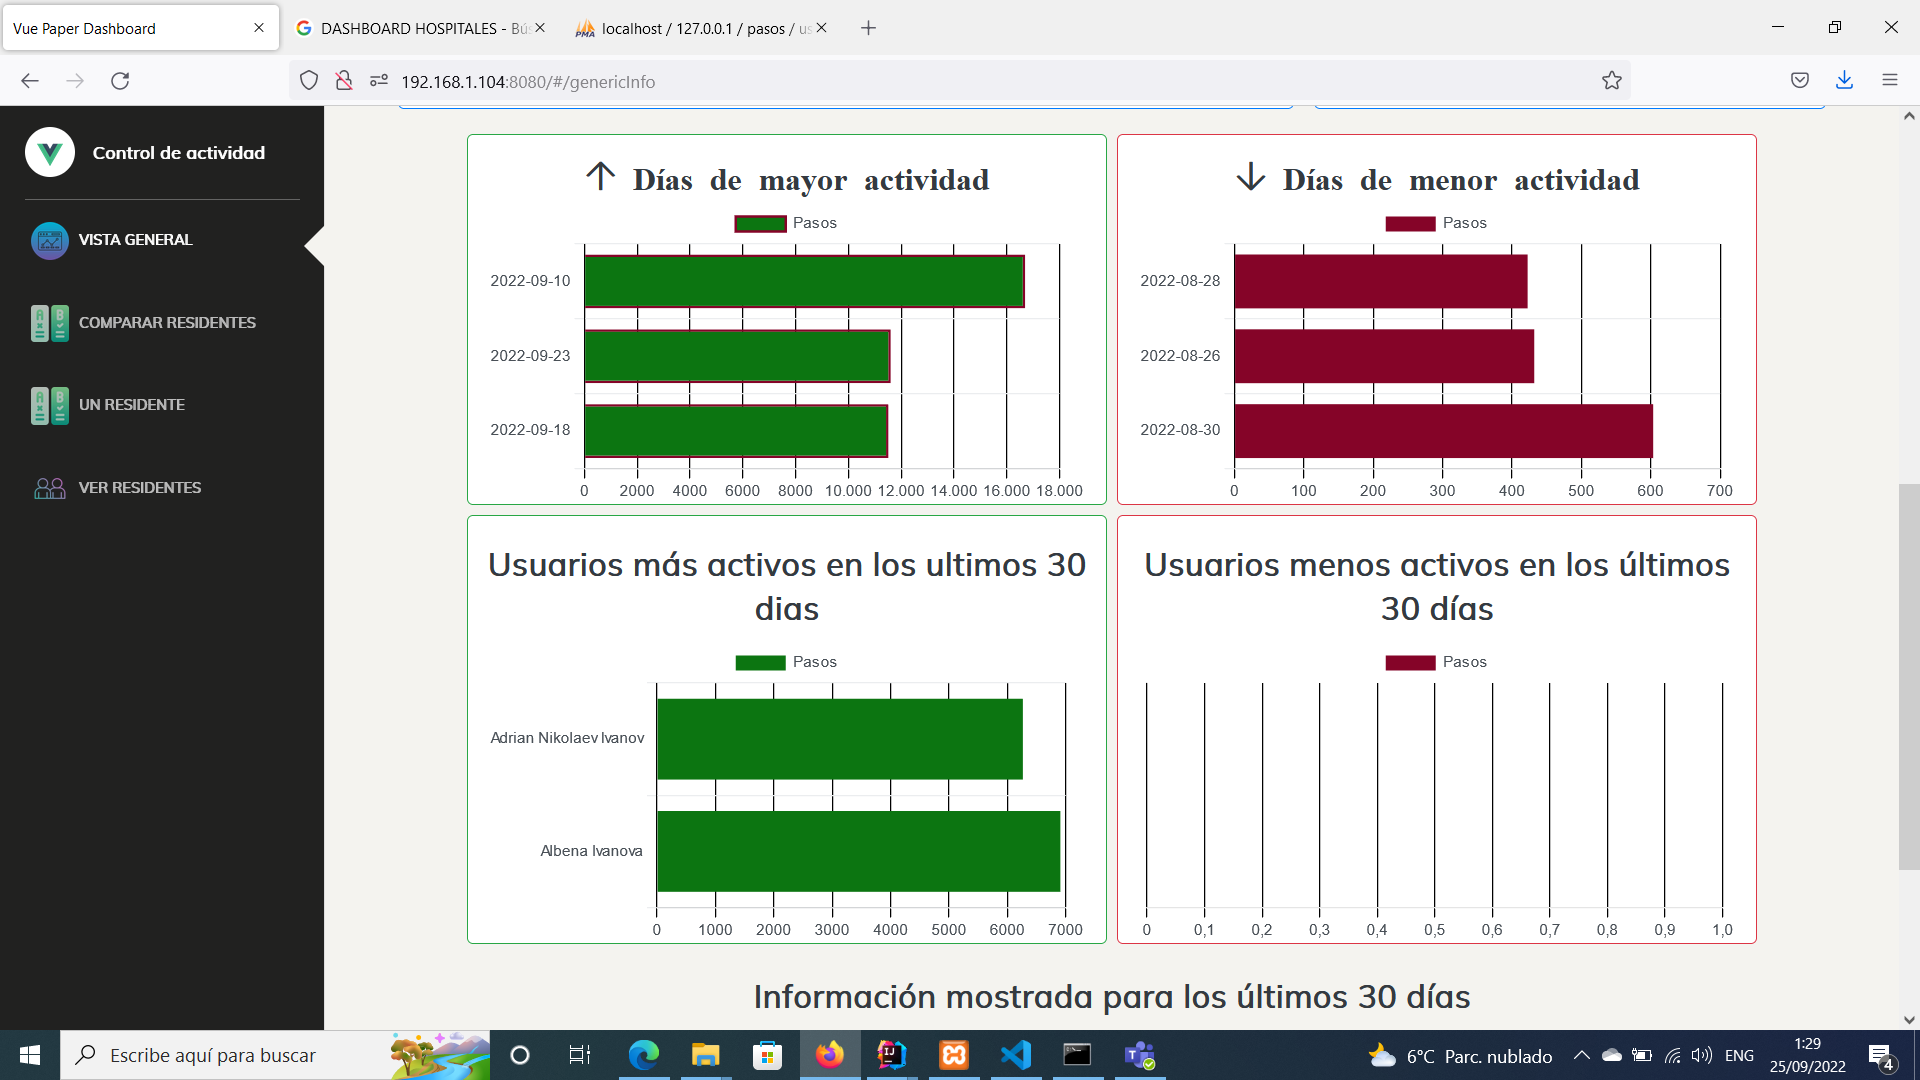 Vue Paper Dashboard
DASHBOARD HOSPITALES - Bús
localhost / 127.0.0.1 / pasos / us
192.168.1.104:8080/#/genericInfo
Control de actividad
VISTA GENERAL
COMPARAR RESIDENTES
UN RESIDENTE
VER RESIDENTES
Días de mayor actividad
Pasos
2022-09-10
2022-09-23
2022-09-18
0 2000 4000 6000 8000 10.000 12.000 14.000 16.000 18.000
Días de menor actividad
Pasos
2022-08-28
2022-08-26
2022-08-30
0 100 200 300 400 500 600 700
Usuarios más activos en los ultimos 30
dias
Pasos
Adrian Nikolaev Ivanov
Albena Ivanova
0 1000 2000 3000 4000 5000 6000 7000
Usuarios menos activos en los últimos
30 días
Pasos
0 0,1 0,2 0,3 0,4 0,5 0,6 0,7 0,8 0,9 1,0
Información mostrada para los últimos 30 días
Escribe aquí para buscar
6°C Parc. nublado
ENG
1:29
25/09/2022
4